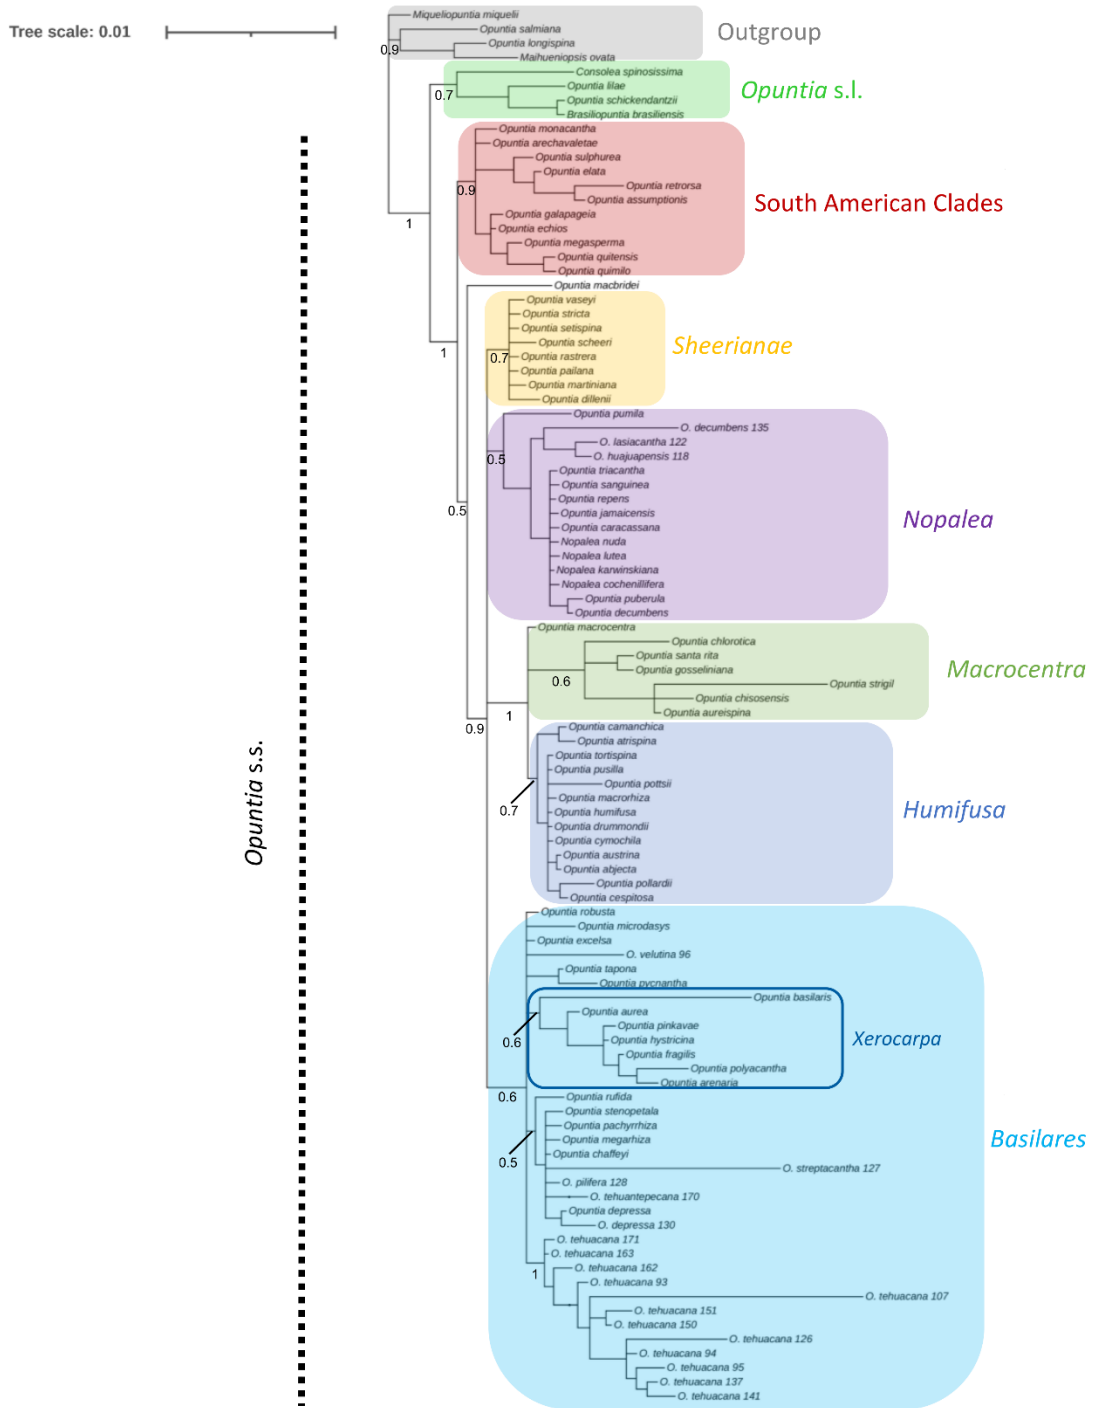 Tree scale: 0.01
Miqueliopuntia miquelii
Opuntia salmiana
Outgroup
Opuntia longispina
0.9
Maihueniopsis ovata
Consolea spinosissima
Opuntia lilae
Opuntia s.l.
0.7
Opuntia schickendantzii
Brasiliopuntia brasiliensis
Opuntia monacantha
Opuntia arechavaletae
Opuntia sulphurea
Opuntia elata
0.9
Opuntia retrorsa
Opuntia assumptionis
South American Clades
Opuntia galapageia
1
Opuntia echios
Opuntia megasperma
Opuntia quitensis
Opuntia quimilo
Opuntia macbridei
Opuntia vaseyi
Opuntia stricta
Opuntia setispina
Opuntia scheeri
Sheerianae
1
0.7
Opuntia rastrera
Opuntia pailana
Opuntia martiniana
Opuntia dillenii
Opuntia pumila
O. decumbens 135
O. lasiacantha 122
0.5
O. huajuapensis 118
Opuntia triacantha
Opuntia sanguinea
Opuntia repens
0.5
Opuntia jamaicensis
Nopalea
Opuntia caracassana
Nopalea nuda
Nopalea lutea
Nopalea karwinskiana
Nopalea cochenillifera
Opuntia puberula
Opuntia decumbens
Opuntia macrocentra
Opuntia chlorotica
Opuntia santa rita
Opuntia gosseliniana
Macrocentra
0.6
Opuntia strigil
Opuntia chisosensis
1
Opuntia aureispina
0.9
Opuntia camanchica
Opuntia atrispina
Opuntia tortispina
Opuntia pusilla
Opuntia pottsii
Opuntia macrorhiza
0.7
Opuntia humifusa
Humifusa
Opuntia s.s.
Opuntia drummondii
Opuntia cymochila
Opuntia austrina
Opuntia abjecta
Opuntia pollardii
Opuntia cespitosa
Opuntia robusta
Opuntia microdasys
Opuntia excelsa
O. velutina 96
Opuntia tapona
Opuntia pycnantha
Opuntia basilaris
Opuntia aurea
Opuntia pinkavae
0.6
Opuntia hystricina
Xerocarpa
Opuntia fragilis
Opuntia polyacantha
Opuntia arenaria
0.6
Opuntia rufida
Opuntia stenopetala
Opuntia pachyrrhiza
Opuntia megarhiza
Basilares
Opuntia chaffeyi
0.5
O. streptacantha 127
O. pilifera 128
O. tehuantepecana 170
Opuntia depressa
O. depressa 130
O. tehuacana 171
O. tehuacana 163
O. tehuacana 162
1
O. tehuacana 93
O. tehuacana 107
O. tehuacana 151
O. tehuacana 150
O. tehuacana 126
O. tehuacana 94
O. tehuacana 95
O. tehuacana 137
O. tehuacana 141